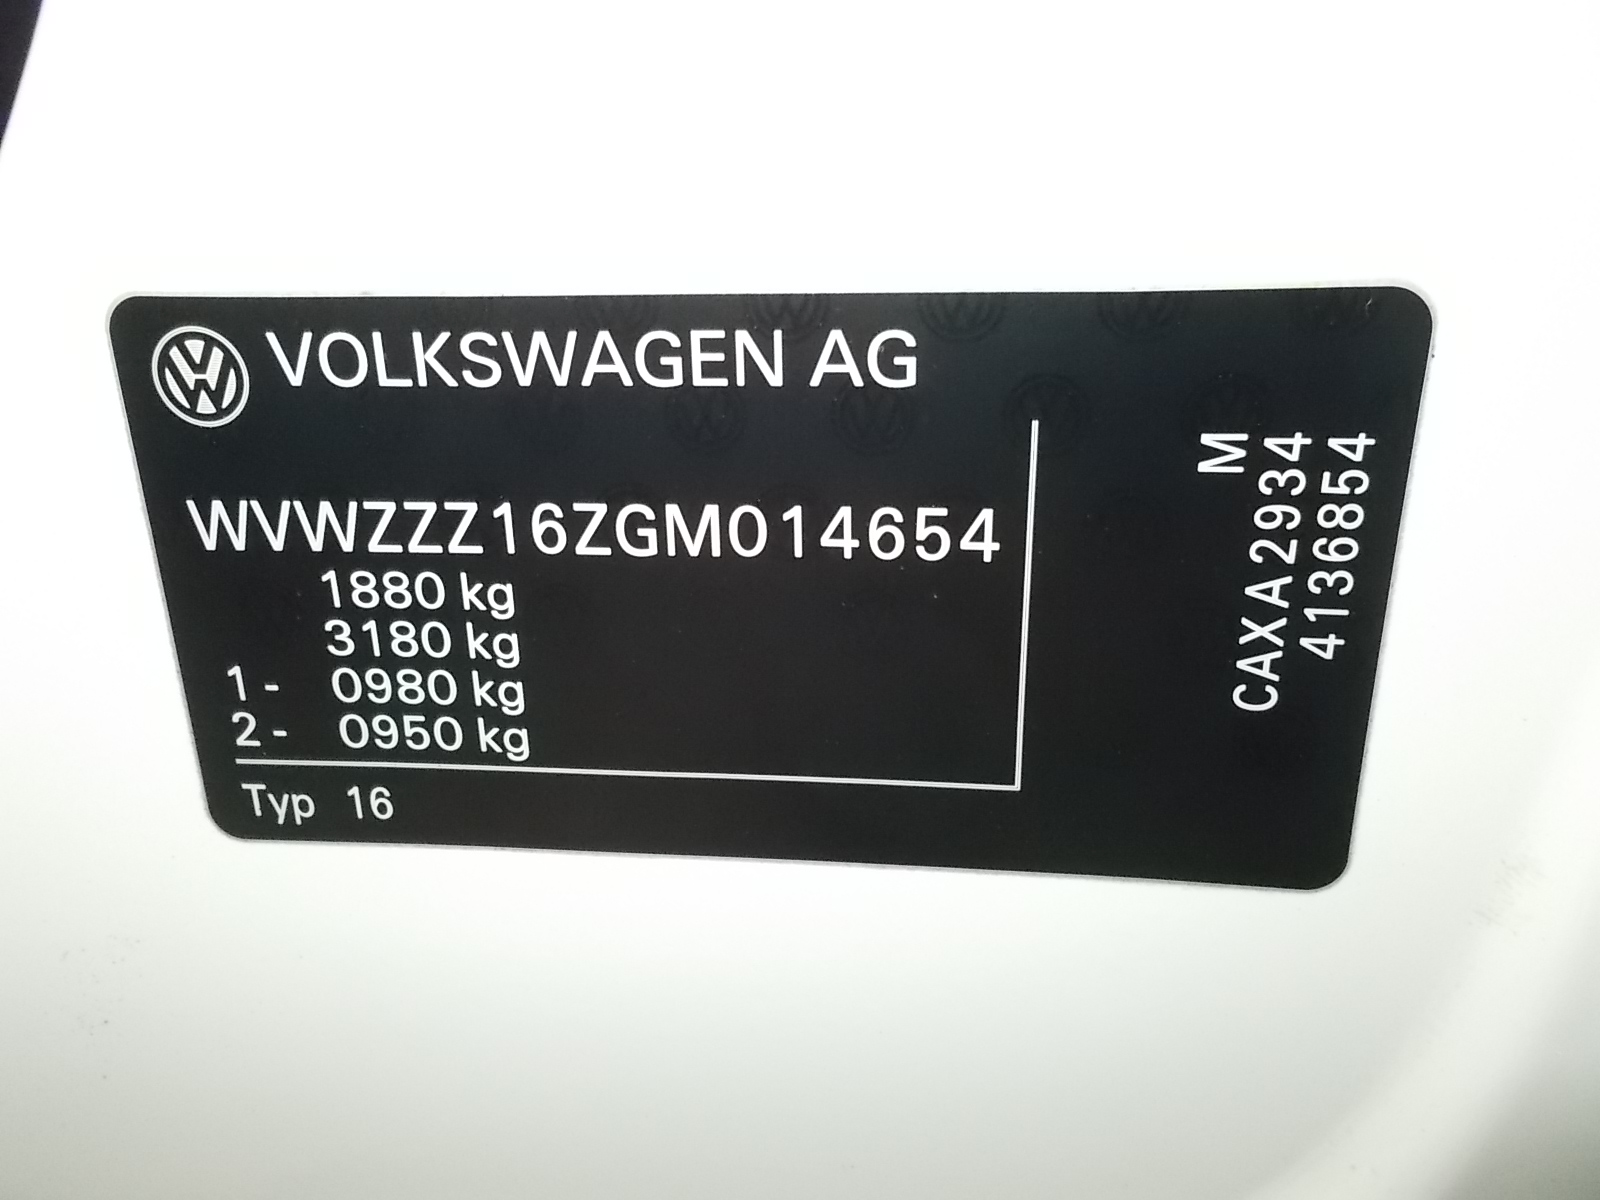 VOLKSWAGEN AG
WVWZZZ16ZGM014654
1880 kg
3180 kg
1- 0980 kg
2- 0950 kg
Typ 16
M
CAXA2934
4136854